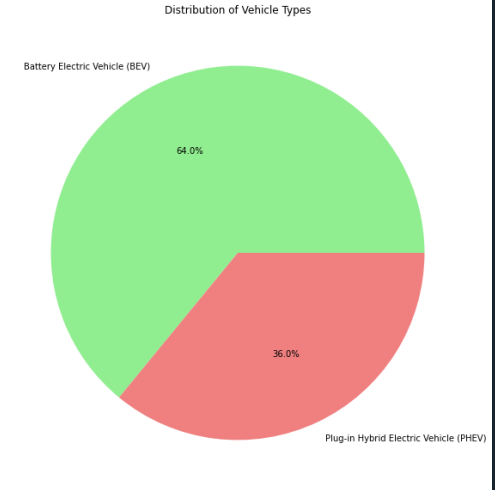 Distribution of Vehicle Types
Battery Electric Vehicle (BEV)
64.0%
36.0%
Plug-in Hybrid Electric Vehicle (PHEV)